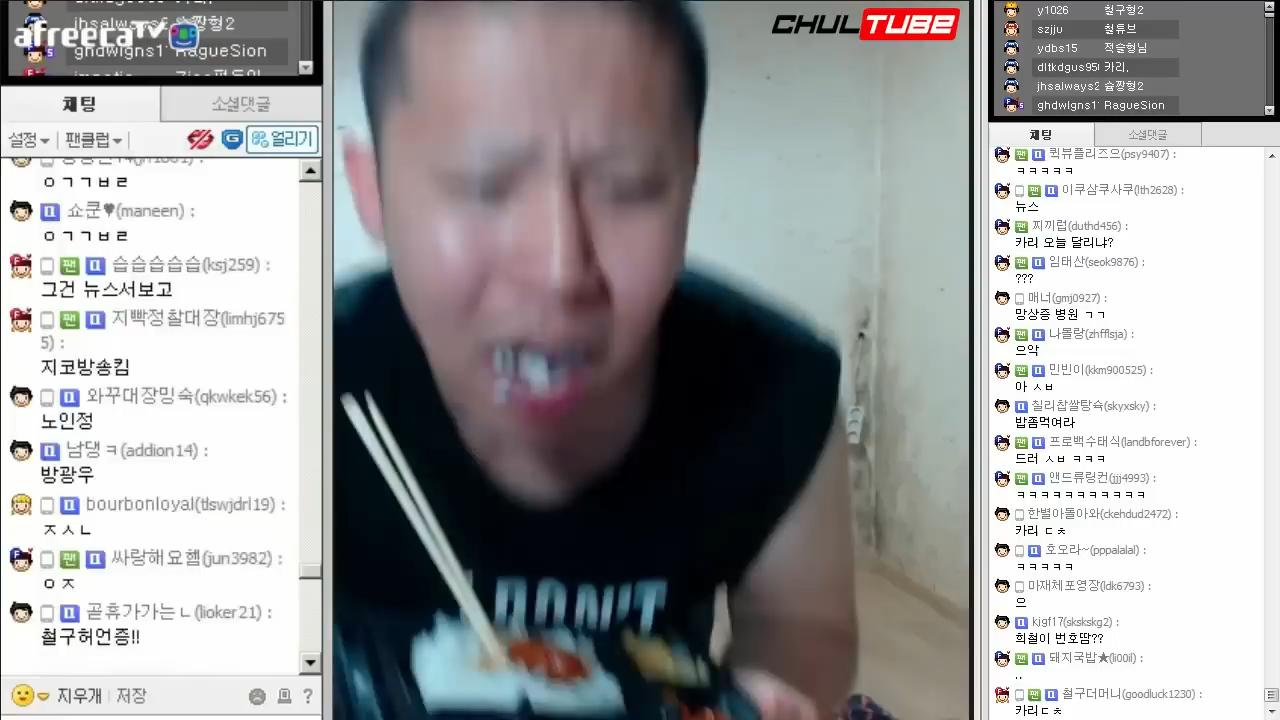 afreecaTV
ghdwlgns1 RagueSion
채팅
소셜댓글
설정
팬클럽
얼리기
ㅇㄱㄱㅂㄹ
쇼쿤♥(maneen) :
ㅇㄱㄱㅂㄹ
습습습습습(ksj259) :
그건 뉴스서보고
지빡정찰대장(limhj675
5) :
지코방송킴
와꾸대장밍숙(qkwkek56) :
노인정
남댕ㅋ(addion14) :
방광우
bourbonloyal(tlswjdrl19) :
ㅈㅅㄴ
싸랑해요헴(jun3982) :
ㅇㅈ
곧휴가가는ㄴ(lioker21) :
철구허언증!!
지우개
저장
?
CHULTUBE
DON'T
y1026 철구형2
szjju 철튜브
ydbs15 적슬형님
dltkdgus95 카리,
jhsalways2 숍짱형2
ghdwlgns1 RagueSion
채팅
소셜댓글
퀵뷰플리즈으(psy9407) :
ㅋㅋㅋㅋㅋ
이쿠샴쿠사쿠(lth2628) :
뉴스
찌끼럽(duthd456) :
카리 오늘 달리냐?
임태산(seok9876) :
???
매너(gmj0927) :
망상증 병원 ㄱㄱ
나몰랑(zhfflsja) :
으악
민빈이(kkm900525) :
아 ㅅㅂ
칠리찹쌀탕슉(skyxsky) :
밥좀먹여라
프로백수태식(landbforever) :
드러 ㅅㅂ ㅋㅋㅋ
앤드류링컨(jjj4993) :
ㅋㅋㅋㅋㅋㅋㅋㅋㅋㅋㅋ
한별아돌아와(ckehdud2472) :
카리 ㄷㅊ
호오라~(pppalalal) :
ㅋㅋㅋㅋㅋ
마재체포영장(ldk6793) :
으
kjgf17(skskskg2) :
희철이 번호땀??
돼지국밥★(li00il) :
..
철구더머니(goodluck1230) :
카리ㄷㅊ